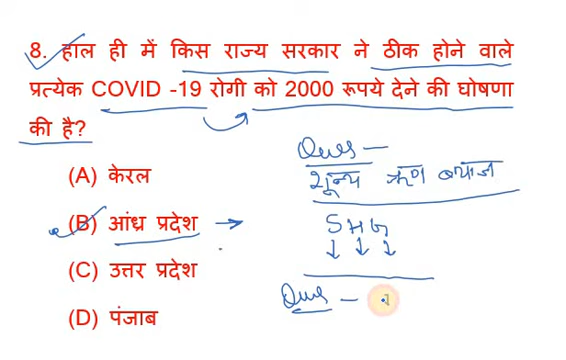 8. हाल ही में किस राज्य सरकार ने ठीक होने वाले
प्रत्येक COVID -19 रोगी को 2000 रूपये देने की घोषणा
की है?
Ques -
(A) केरल
शून्य ऋण ब्याज
(B) आंध्र प्रदेश
SHG
(C) उत्तर प्रदेश
Ques -
(D) पंजाब